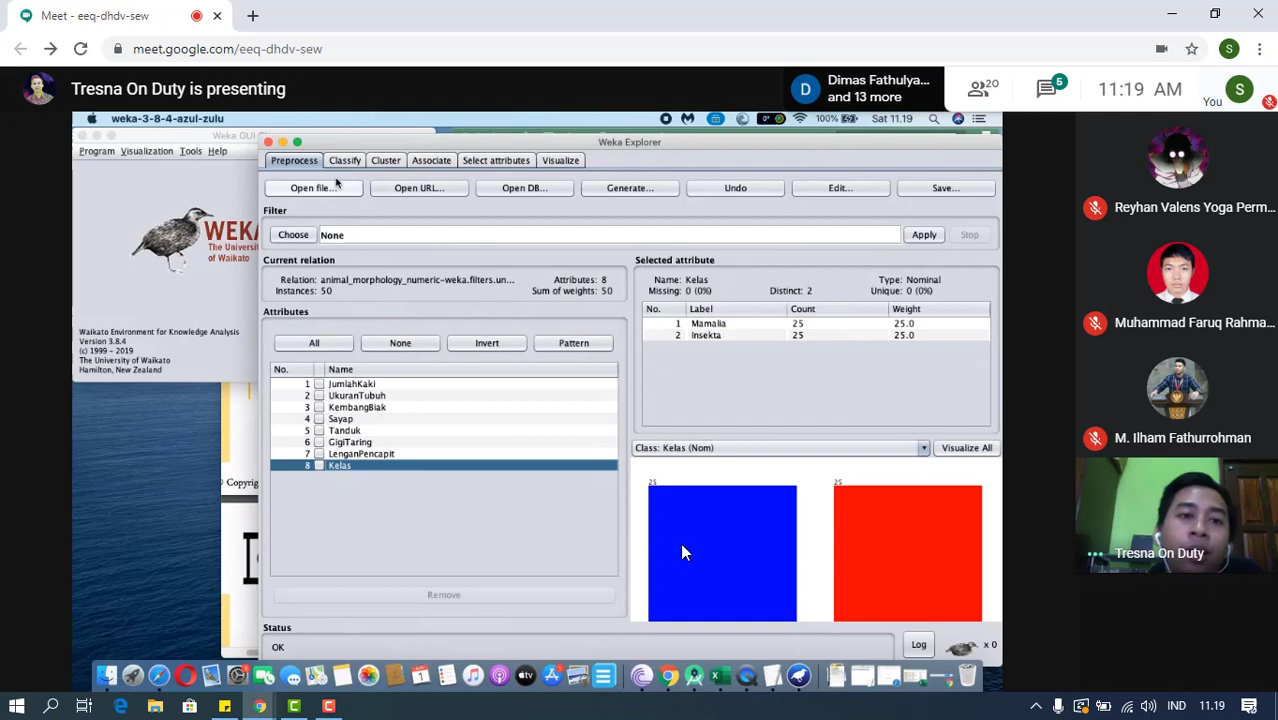 Meet - eeq-dhdv-sew
meet.google.com/eeq-dhdv-sew
S
Tresna On Duty is presenting
D
Dimas Fathulya...
and 13 more
20
5
11:19 AM
You
S
weka-3-8-4-azul-zulu
100%
Sat 11.19
Program Visualization Tools Help
WEKA
The University
of Waikato
Waikato Environment for Knowledge Analysis
Version 3.8.4
(c) 1999 - 2019
The University of Waikato
Hamilton, New Zealand
Weka Explorer
Preprocess Classify Cluster Associate Select attributes Visualize
Open file... Open URL... Open DB... Generate... Undo Edit... Save...
Filter
Choose None Apply Stop
Current relation
Relation: animal_morphology_numeric-weka.filters.un... Attributes: 8
Instances: 50 Sum of weights: 50
Attributes
All None Invert Pattern
No. Name
1 JumlahKaki
2 UkuranTubuh
3 KembangBiak
4 Sayap
5 Tanduk
6 GigiTaring
7 LenganPencapit
8 Kelas
Remove
Status
OK
Log
x 0
Selected attribute
Name: Kelas Type: Nominal
Missing: 0 (0%) Distinct: 2 Unique: 0 (0%)
No. Label Count Weight
1 Mamalia 25 25.0
2 Insekta 25 25.0
Class: Kelas (Nom) Visualize All
25 25
Reyhan Valens Yoga Perm...
Muhammad Faruq Rahma...
M. Ilham Fathurrohman
Tresna On Duty
IND
11.19